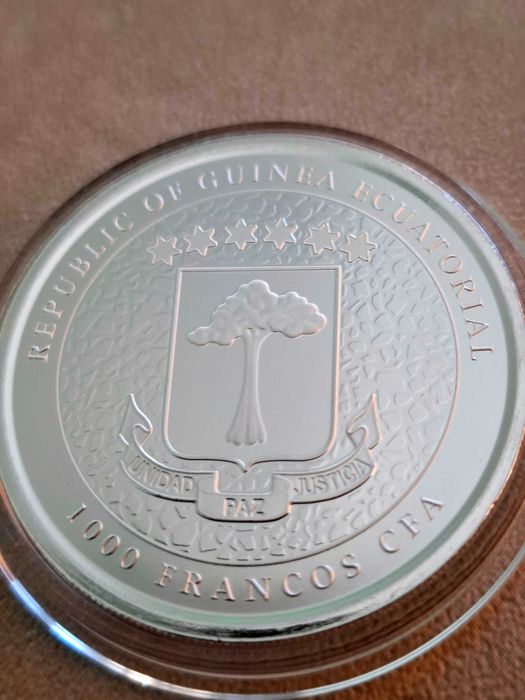 REPUBLIC OF GUINEA ECUATORIAL
UNIDAD PAZ JUSTICIA
1000 FRANCOS CFA